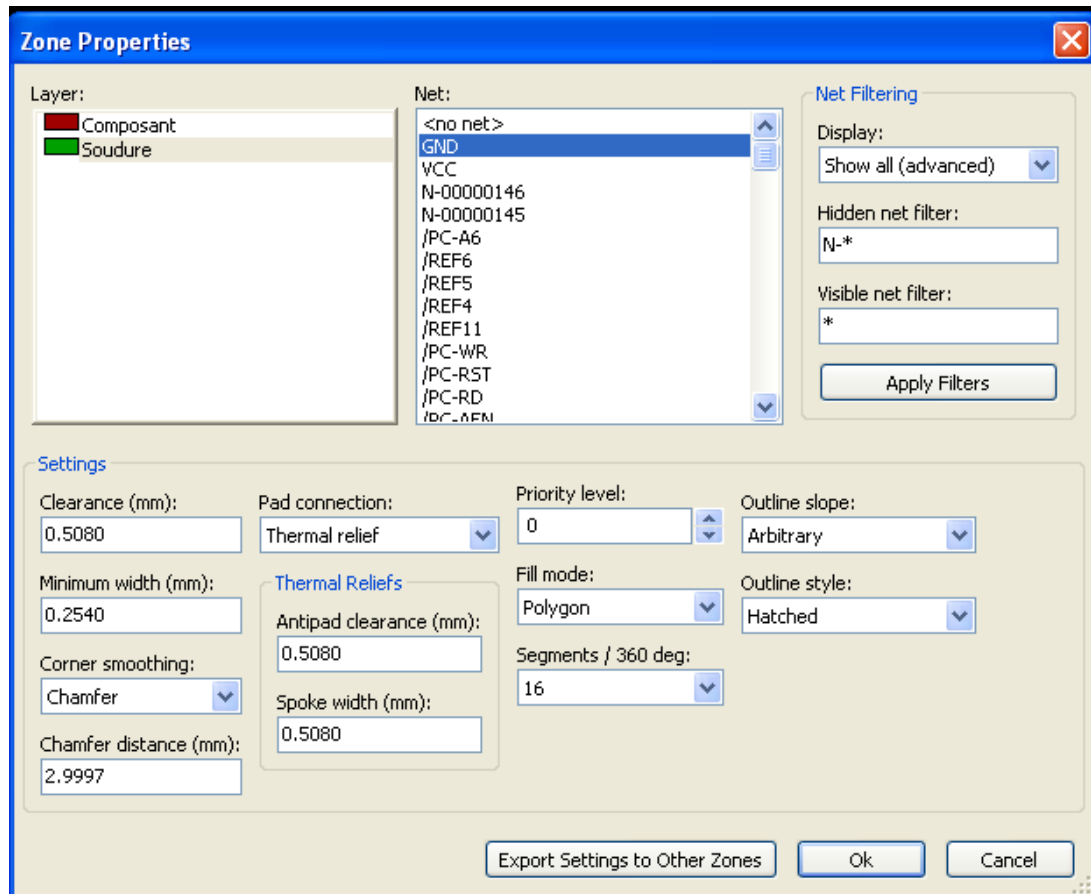 Zone Properties
Layer:
Composant
Soudure
Net:
<no net>
GND
VCC
N-00000146
N-00000145
/PC-A6
/REF6
/REF5
/REF4
/REF11
/PC-WR
/PC-RST
/PC-RD
/PC-AEN
Net Filtering
Display:
Show all (advanced)
Hidden net filter:
N-*
Visible net filter:
*
Apply Filters
Settings
Clearance (mm):
0.5080
Minimum width (mm):
0.2540
Corner smoothing:
Chamfer
Chamfer distance (mm):
2.9997
Pad connection:
Thermal relief
Thermal Reliefs
Antipad clearance (mm):
0.5080
Spoke width (mm):
0.5080
Priority level:
0
Fill mode:
Polygon
Segments / 360 deg:
16
Outline slope:
Arbitrary
Outline style:
Hatched
Export Settings to Other Zones
Ok
Cancel